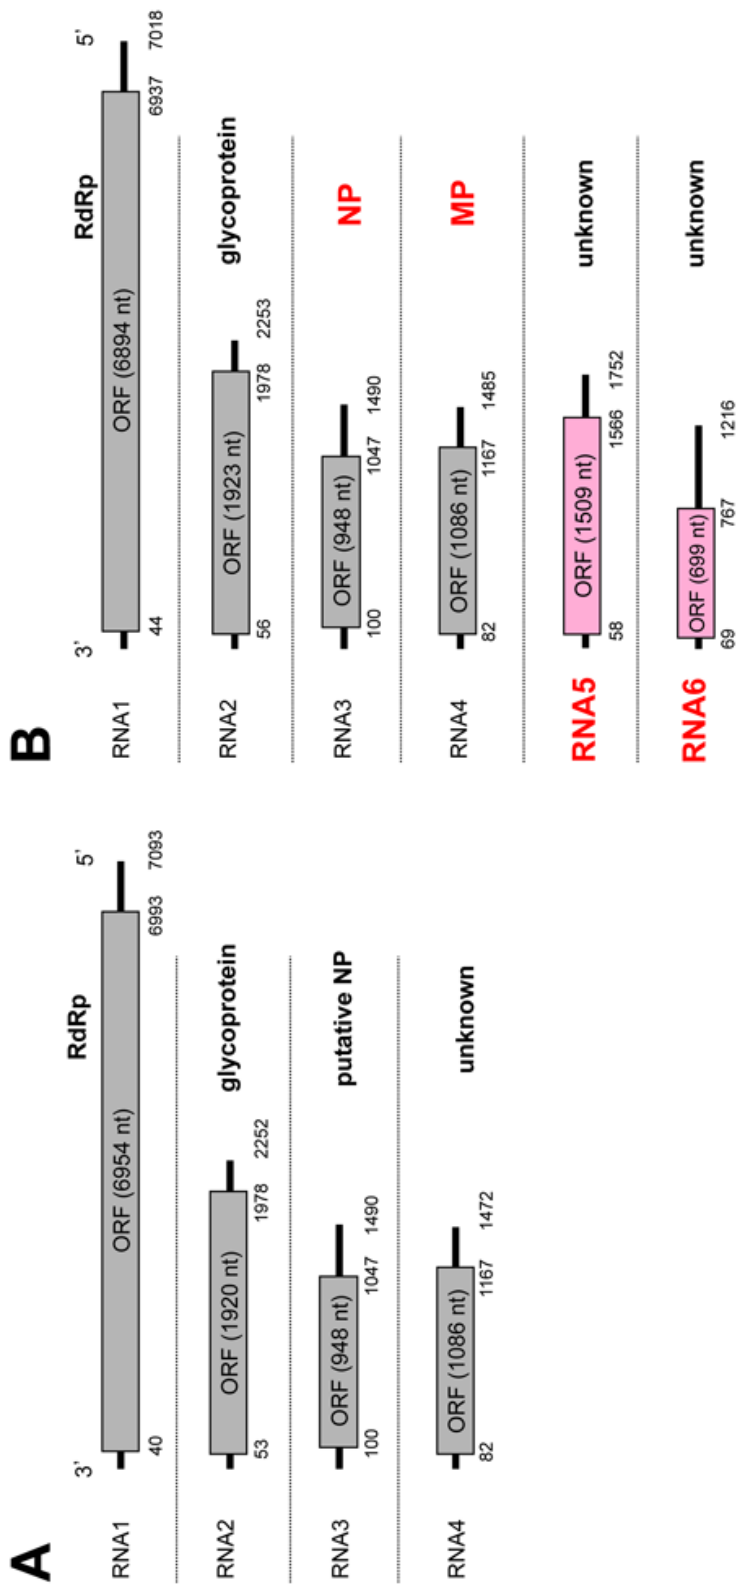 A
3' RdRp 5'
RNA1 ORF (6954 nt)
40 6993 7093
RNA2 ORF (1920 nt) glycoprotein
53 1978 2252
RNA3 ORF (948 nt) putative NP
100 1047 1490
RNA4 ORF (1086 nt) unknown
82 1167 1472
B
3' RdRp 5'
RNA1 ORF (6894 nt)
44 6937 7018
RNA2 ORF (1923 nt) glycoprotein
56 1978 2253
RNA3 ORF (948 nt) NP
100 1047 1490
RNA4 ORF (1086 nt) MP
82 1167 1485
RNA5 ORF (1509 nt) unknown
58 1566 1752
RNA6 ORF (699 nt) unknown
69 767 1216